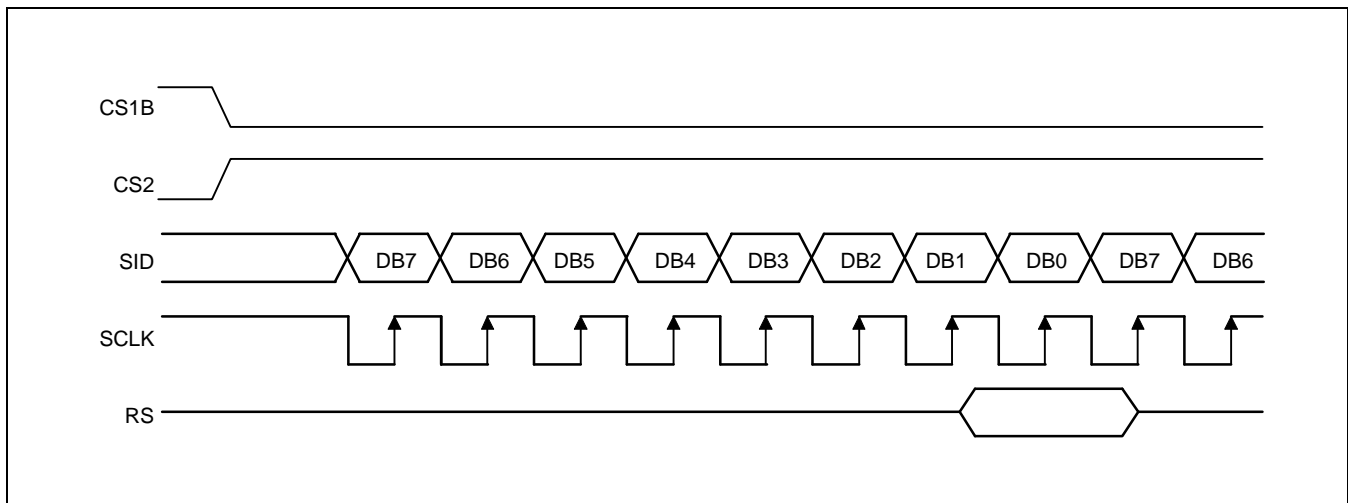 CS1B
CS2
SID DB7 DB6 DB5 DB4 DB3 DB2 DB1 DB0 DB7 DB6
SCLK
RS